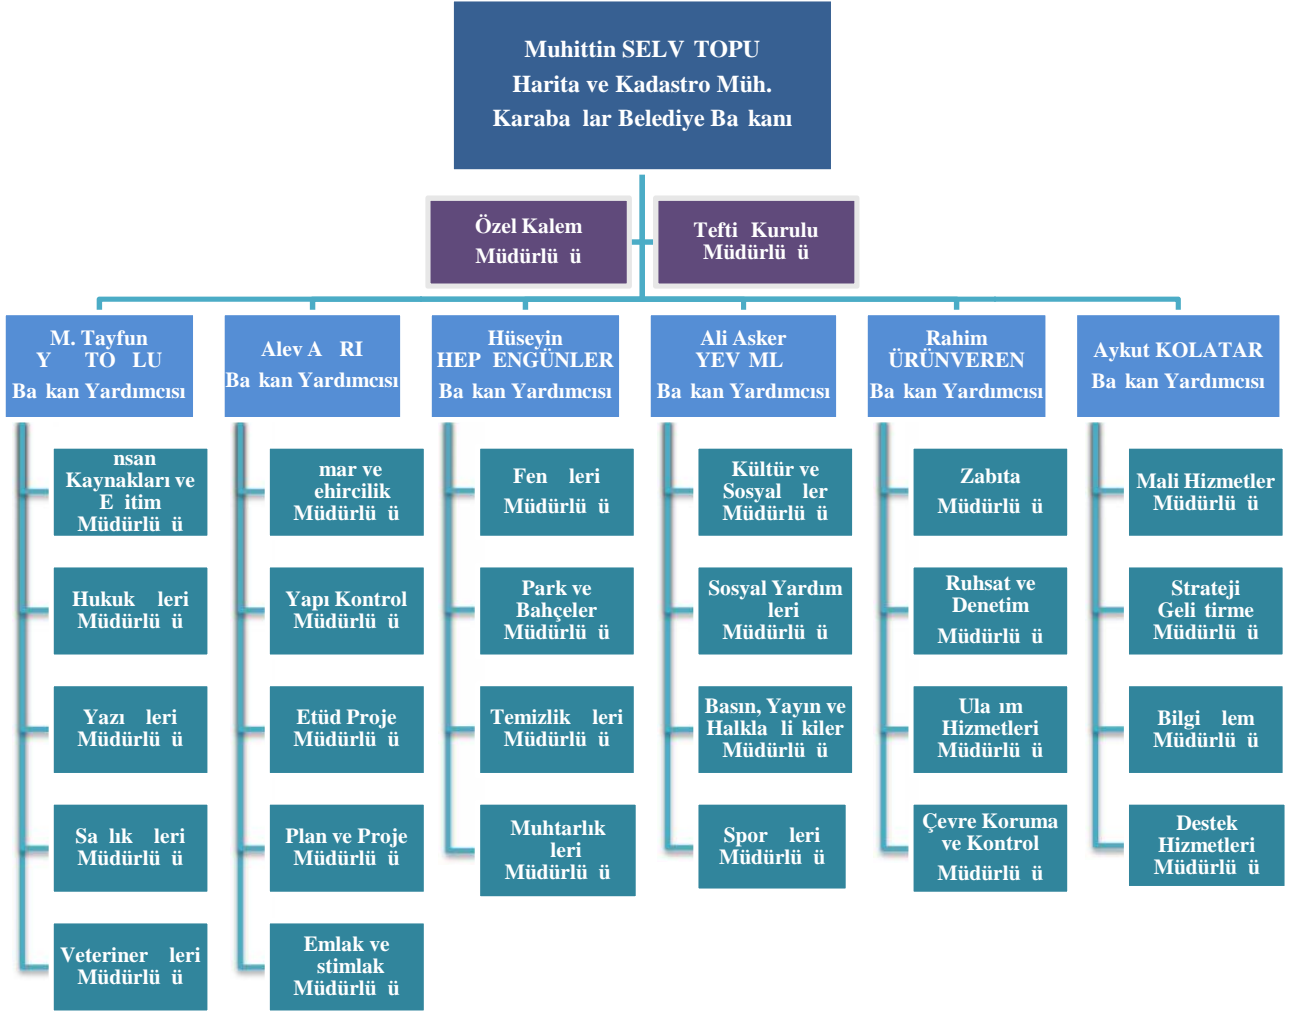 Muhittin SELV TOPU
Harita ve Kadastro Müh.
Karaba lar Belediye Ba kanı
Özel Kalem
Müdürlü ü
Tefti Kurulu
Müdürlü ü
M. Tayfun
Y TO LU
Ba kan Yardımcısı
Alev A RI
Ba kan Yardımcısı
Hüseyin
HEP ENGÜNLER
Ba kan Yardımcısı
Ali Asker
YEV ML
Ba kan Yardımcısı
Rahim
ÜRÜNVEREN
Ba kan Yardımcısı
Aykut KOLATAR
Ba kan Yardımcısı
nsan
Kaynakları ve
E itim
Müdürlü ü
Hukuk leri
Müdürlü ü
Yazı leri
Müdürlü ü
Sa lık leri
Müdürlü ü
Veteriner leri
Müdürlü ü
mar ve
ehircilik
Müdürlü ü
Yapı Kontrol
Müdürlü ü
Etüd Proje
Müdürlü ü
Plan ve Proje
Müdürlü ü
Emlak ve
stimlak
Müdürlü ü
Fen leri
Müdürlü ü
Park ve
Bahçeler
Müdürlü ü
Temizlik leri
Müdürlü ü
Muhtarlık
leri
Müdürlü ü
Kültür ve
Sosyal ler
Müdürlü ü
Sosyal Yardım
leri
Müdürlü ü
Basın, Yayın ve
Halkla li kiler
Müdürlü ü
Spor leri
Müdürlü ü
Zabıta
Müdürlü ü
Ruhsat ve
Denetim
Müdürlü ü
Ula ım
Hizmetleri
Müdürlü ü
Çevre Koruma
ve Kontrol
Müdürlü ü
Mali Hizmetler
Müdürlü ü
Strateji
Geli tirme
Müdürlü ü
Bilgi lem
Müdürlü ü
Destek
Hizmetleri
Müdürlü ü